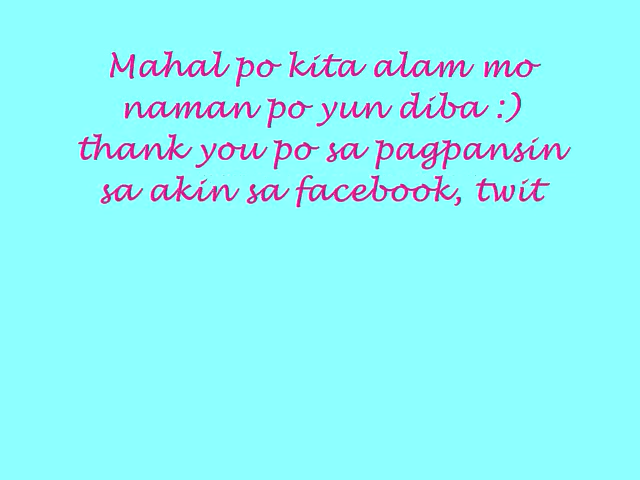 Mahal po kita alam mo
naman po yun diba :)
thank you po sa pagpansin
sa akin sa facebook, twit